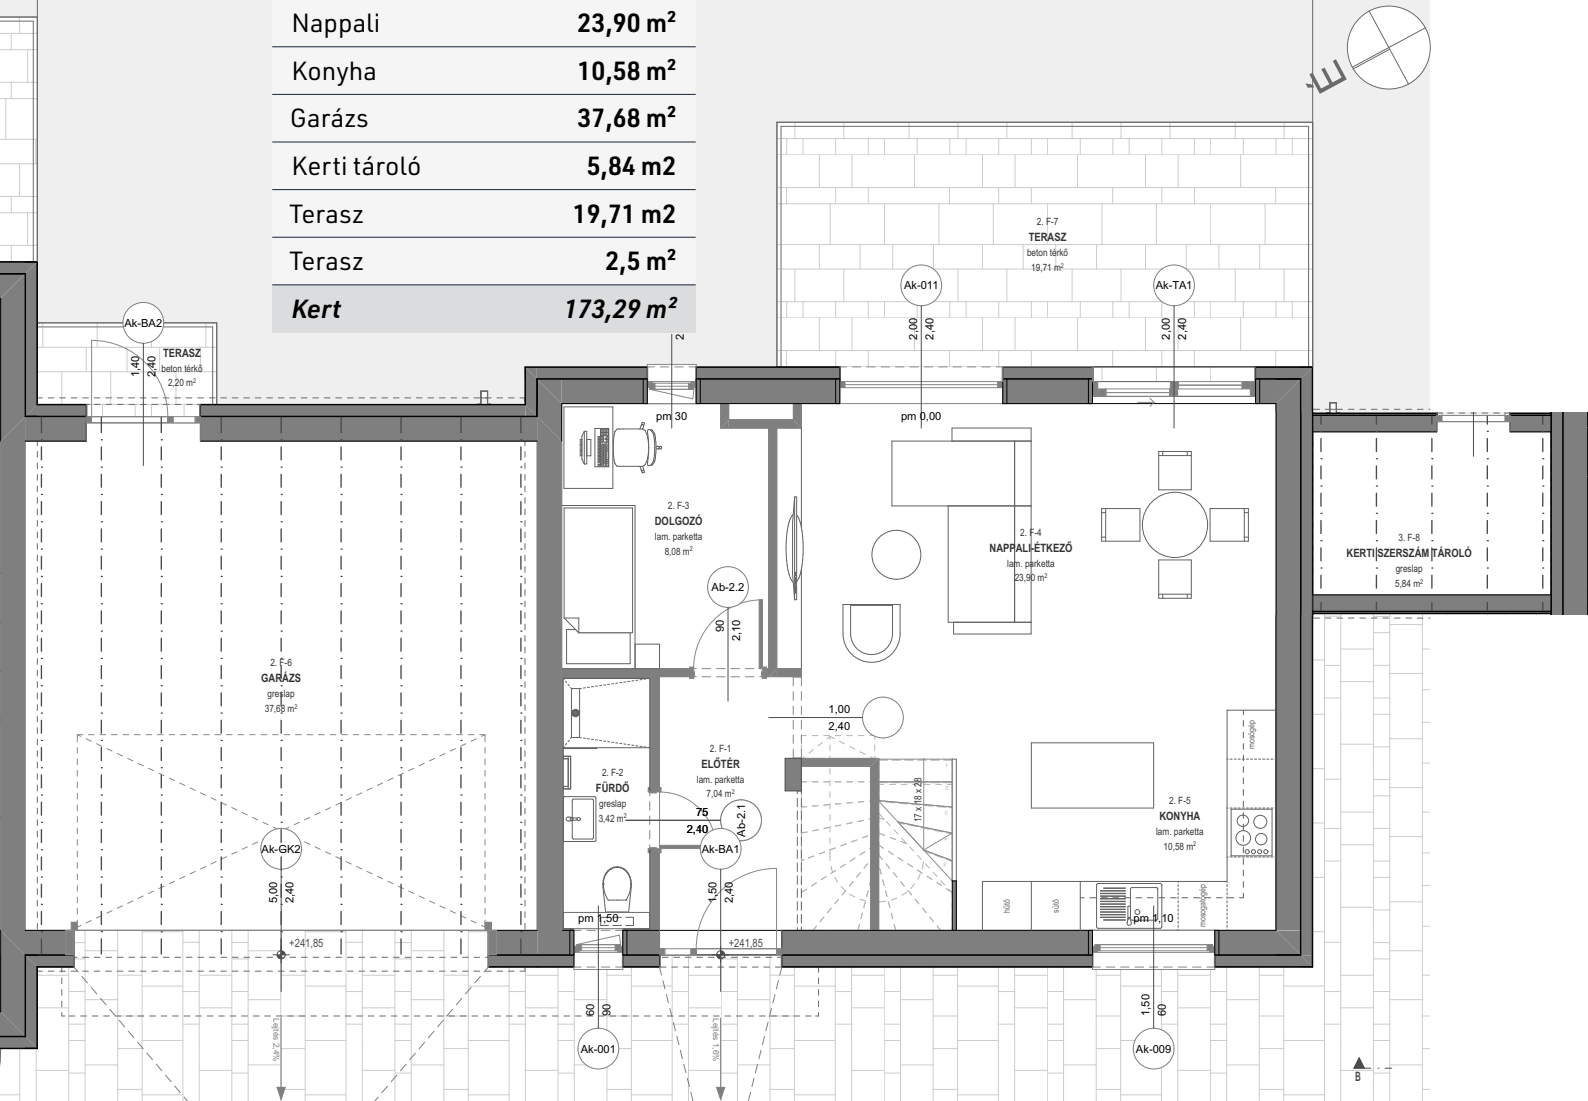 Nappali 23,90 m²
Konyha 10,58 m²
Garázs 37,68 m²
Kerti tároló 5,84 m2
Terasz 19,71 m2
Terasz 2,5 m²
Kert 173,29 m²
É
2. F-7
TERASZ
beton térkő
19,71 m²
Ak-011
2,00
2,40
Ak-TA1
2,00
2,40
Ak-BA2
1,40
2,40
TERASZ
beton térkő
2,20 m²
2
pm 30
pm 0,00
2. F-3
DOLGOZÓ
lam. parketta
8,08 m²
2. F-4
NAPPALI-ÉTKEZŐ
lam. parketta
23,90 m²
3. F-8
KERTI SZERSZÁM TÁROLÓ
greslap
5,84 m²
Ab-2.2
90
2,10
2. F-6
GARÁZS
greslap
37,68 m²
1,00
2,40
2. F-1
ELŐTÉR
lam. parketta
7,04 m²
2. F-2
FÜRDŐ
greslap
3,42 m²
75
2,40
Ab-2.1
17 x 18 x 28
mosógép
2. F-5
KONYHA
lam. parketta
10,58 m²
Ak-GK2
5,00
2,40
Ak-BA1
1,50
2,40
hűtő
sütő
mosogatógép
pm 1,50
pm 1,10
+241,85
+241,85
60
90
Ak-001
1,50
60
Ak-009
Lejtés 2,4%
Lejtés 1,6%
B